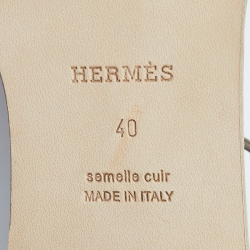 HERMÈS
40
semelle cuir
MADE IN ITALY